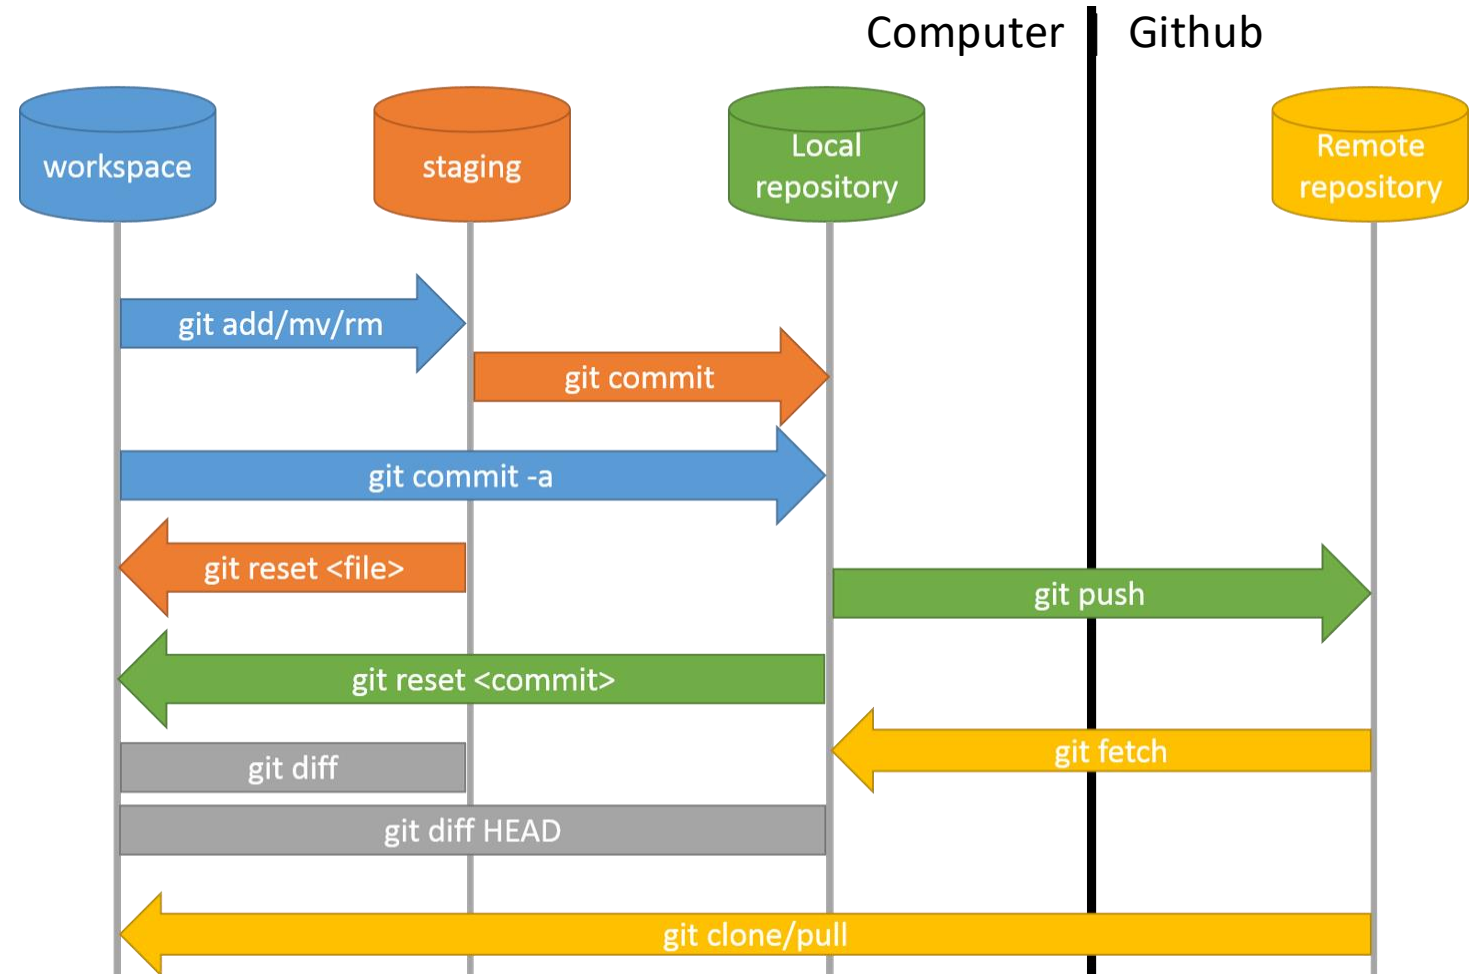 Computer
Github
workspace
staging
Local
repository
Remote
repository
git add/mv/rm
git commit
git commit -a
git reset <file>
git push
git reset <commit>
git fetch
git diff
git diff HEAD
git clone/pull